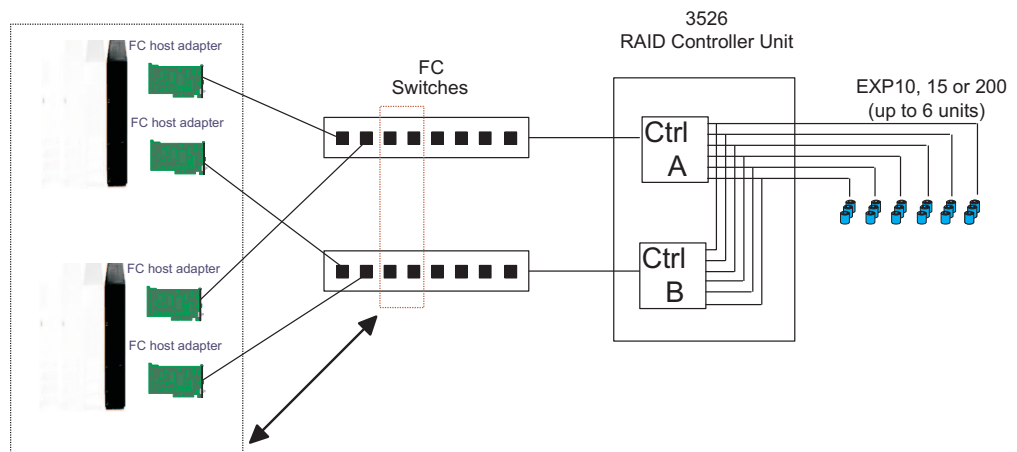 3526
RAID Controller Unit
FC host adapter
FC
Switches
EXP10, 15 or 200
(up to 6 units)
FC host adapter
Ctrl
A
FC host adapter
Ctrl
B
FC host adapter